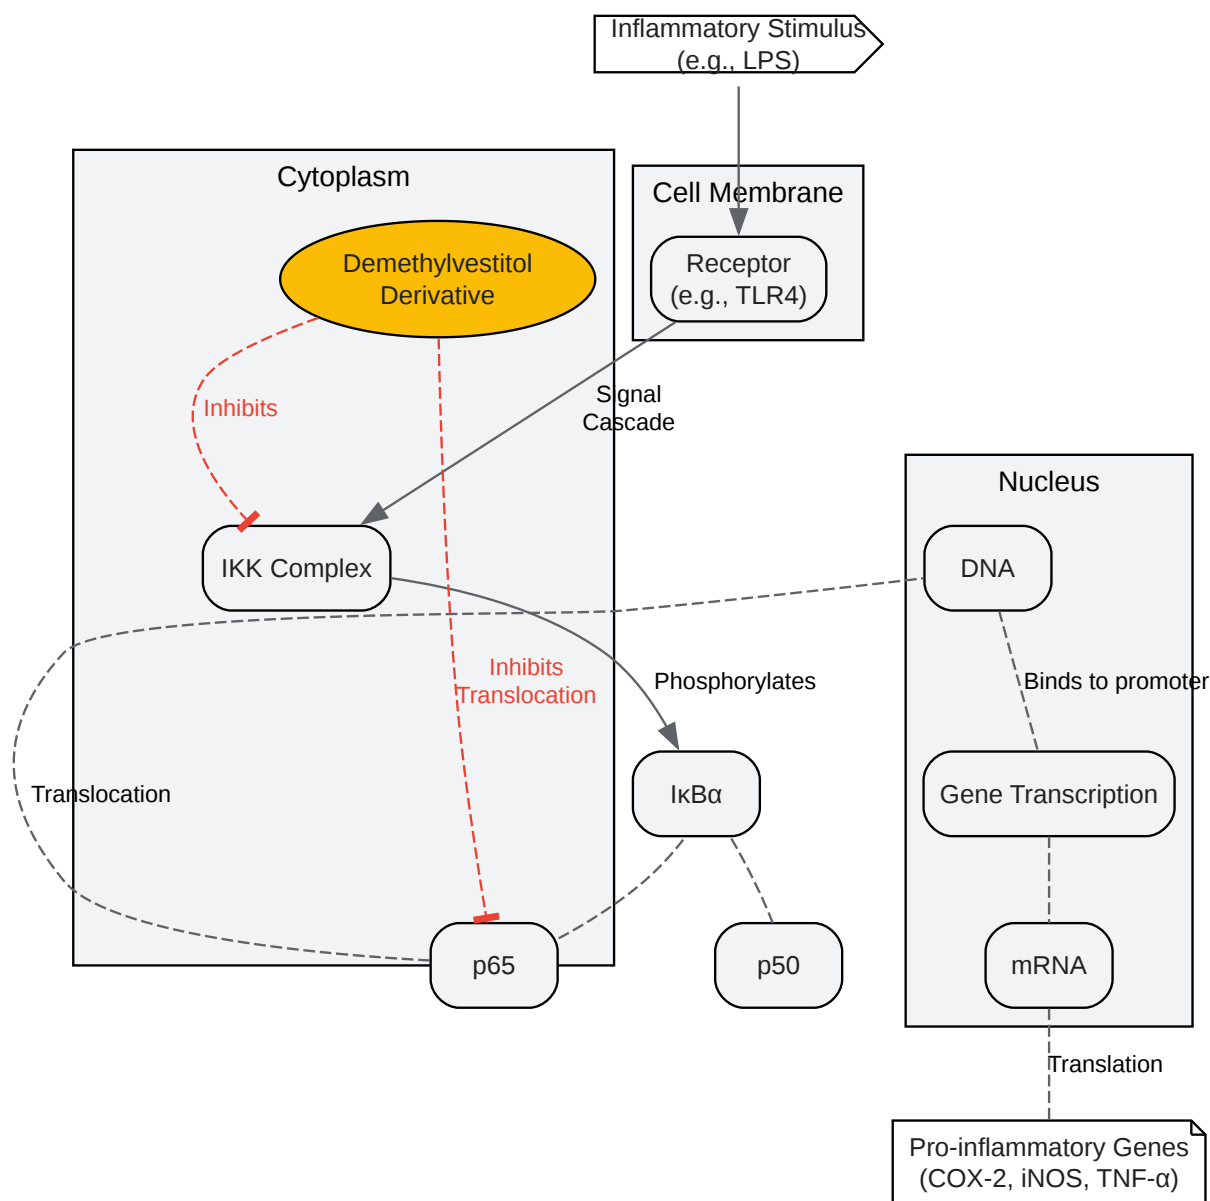 Inflammatory Stimulus
(e.g., LPS)
Cytoplasm
Cell Membrane
Demethylvestitol
Derivative
Receptor
(e.g., TLR4)
Signal
Cascade
Inhibits
Nucleus
IKK Complex
DNA
Inhibits
Translocation
Phosphorylates
Binds to promoter
Translocation
IκBα
Gene Transcription
p65
p50
mRNA
Translation
Pro-inflammatory Genes
(COX-2, iNOS, TNF-α)